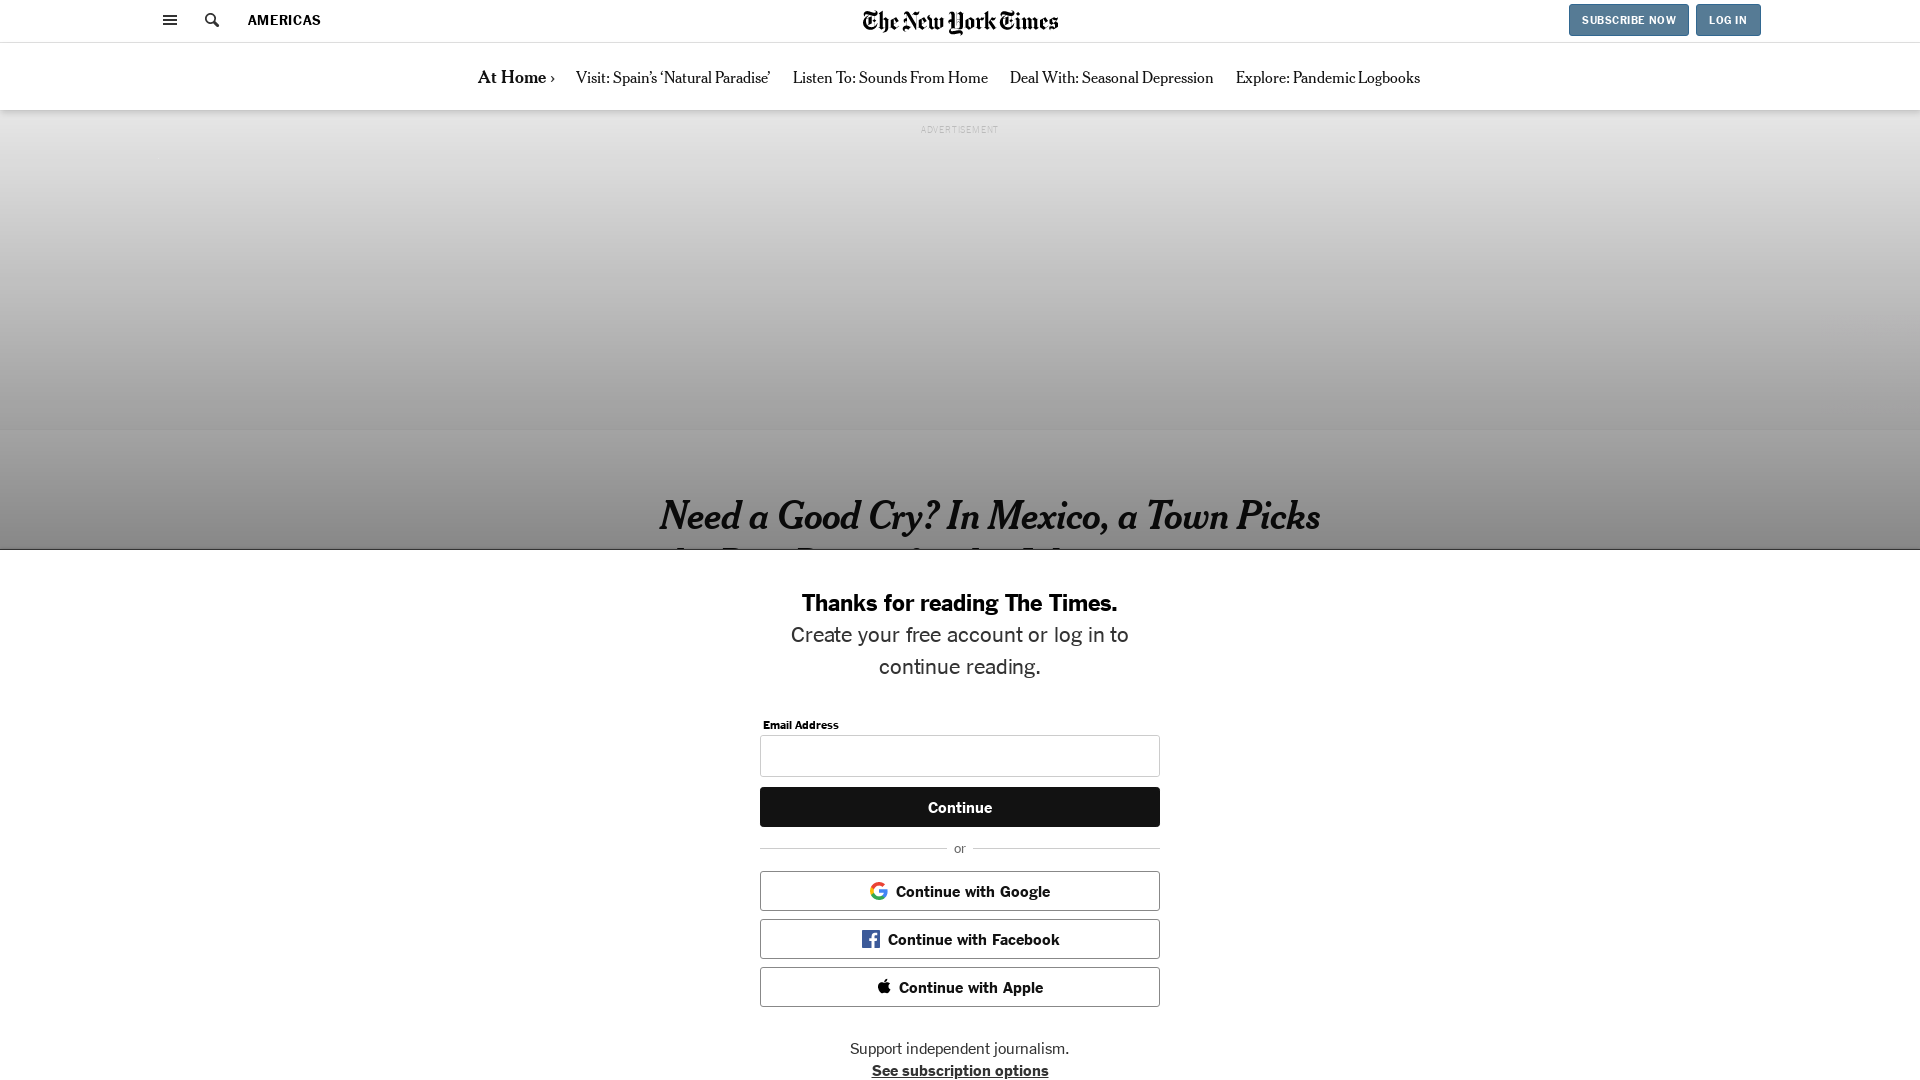 AMERICAS
The New York Times
SUBSCRIBE NOW
LOG IN
At Home › Visit: Spain's ‘Natural Paradise’ Listen To: Sounds From Home Deal With: Seasonal Depression Explore: Pandemic Logbooks
ADVERTISEMENT
Need a Good Cry? In Mexico, a Town Picks
Thanks for reading The Times.
Create your free account or log in to
continue reading.
Email Address
Continue
or
Continue with Google
Continue with Facebook
Continue with Apple
Support independent journalism.
See subscription options